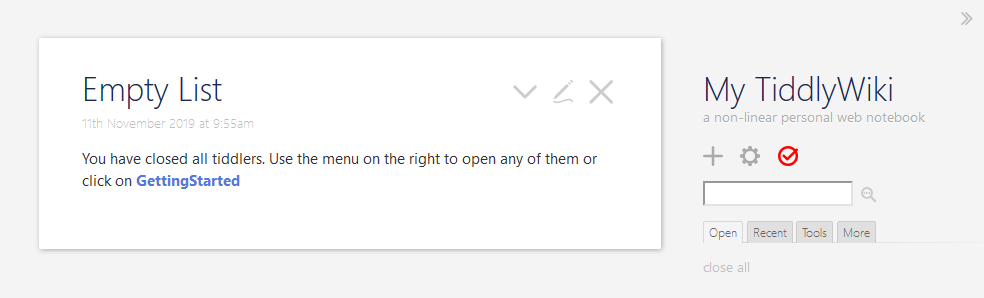 Empty List
11th November 2019 at 9:55am
You have closed all tiddlers. Use the menu on the right to open any of them or
click on GettingStarted
My TiddlyWiki
a non-linear personal web notebook
Open Recent Tools More
close all